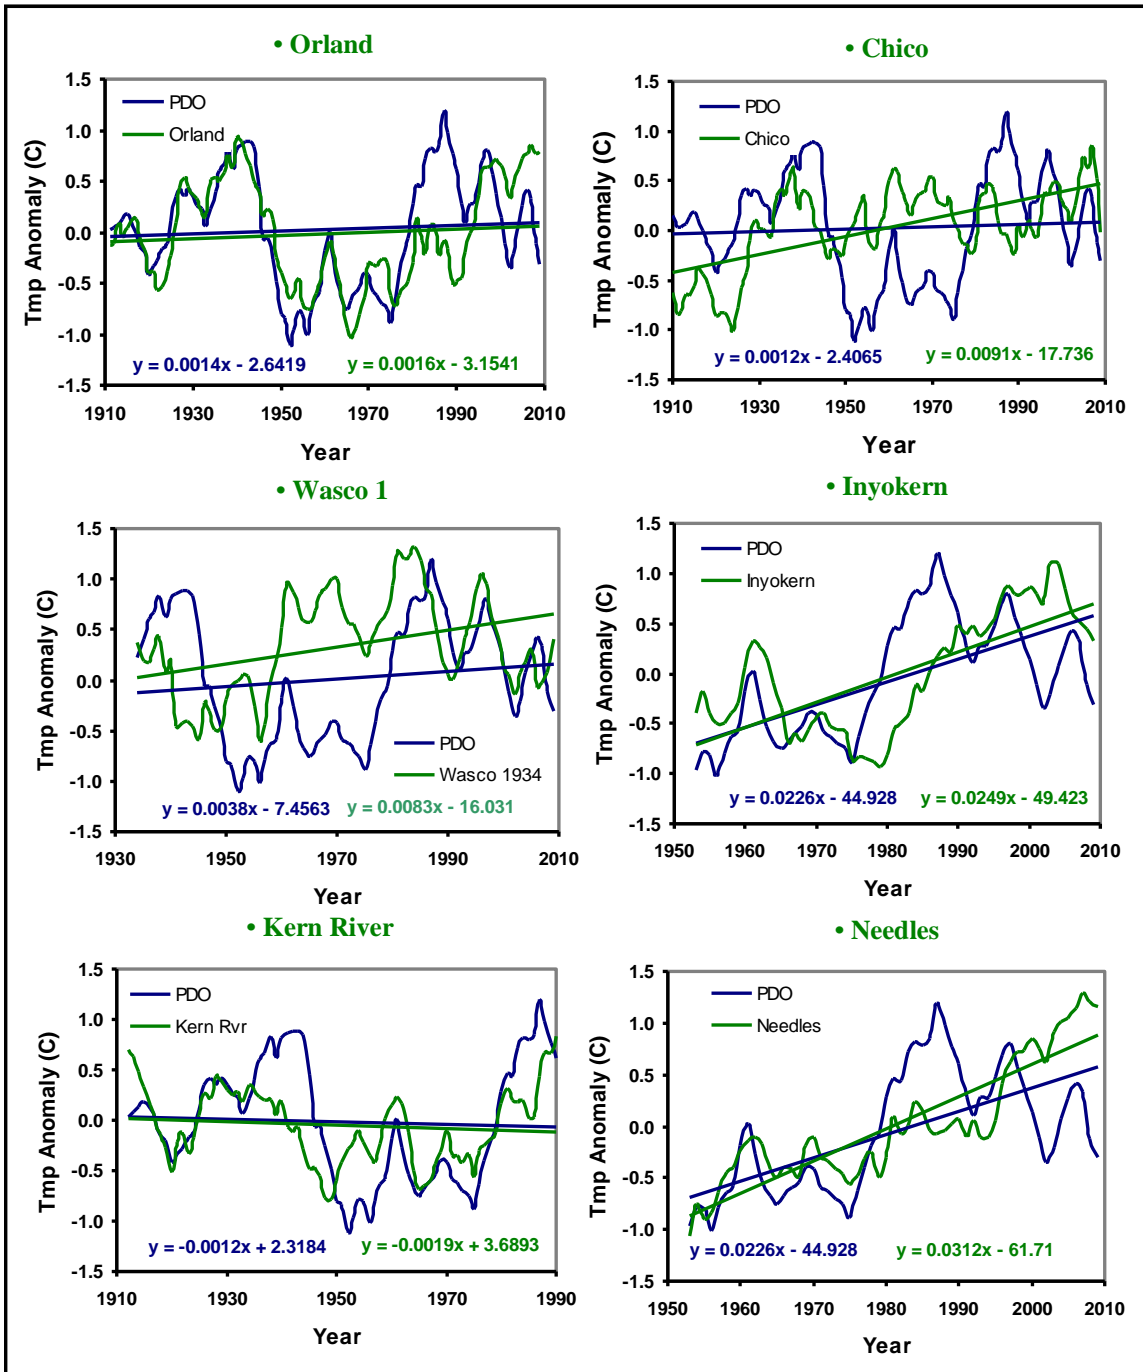 • Orland
1.5
1.0
0.5
0.0
-0.5
-1.0
-1.5
Tmp Anomaly (C)
PDO
Orland
y = 0.0014x - 2.6419
y = 0.0016x - 3.1541
1910 1930 1950 1970 1990 2010
Year
• Chico
1.5
1.0
0.5
0.0
-0.5
-1.0
-1.5
Tmp Anomaly (C)
PDO
Chico
y = 0.0012x - 2.4065
y = 0.0091x - 17.736
1910 1930 1950 1970 1990 2010
Year
• Wasco 1
1.5
1.0
0.5
0.0
-0.5
-1.0
-1.5
Tmp Anomaly (C)
PDO
Wasco 1934
y = 0.0038x - 7.4563
y = 0.0083x - 16.031
1930 1950 1970 1990 2010
Year
• Inyokern
1.5
1.0
0.5
0.0
-0.5
-1.0
-1.5
Tmp Anomaly (C)
PDO
Inyokern
y = 0.0226x - 44.928
y = 0.0249x - 49.423
1950 1960 1970 1980 1990 2000 2010
Year
• Kern River
1.5
1.0
0.5
0.0
-0.5
-1.0
-1.5
Tmp Anomaly (C)
PDO
Kern Rvr
y = -0.0012x + 2.3184
y = -0.0019x + 3.6893
1910 1930 1950 1970 1990
Year
• Needles
1.5
1.0
0.5
0.0
-0.5
-1.0
-1.5
Tmp Anomaly (C)
PDO
Needles
y = 0.0226x - 44.928
y = 0.0312x - 61.71
1950 1960 1970 1980 1990 2000 2010
Year